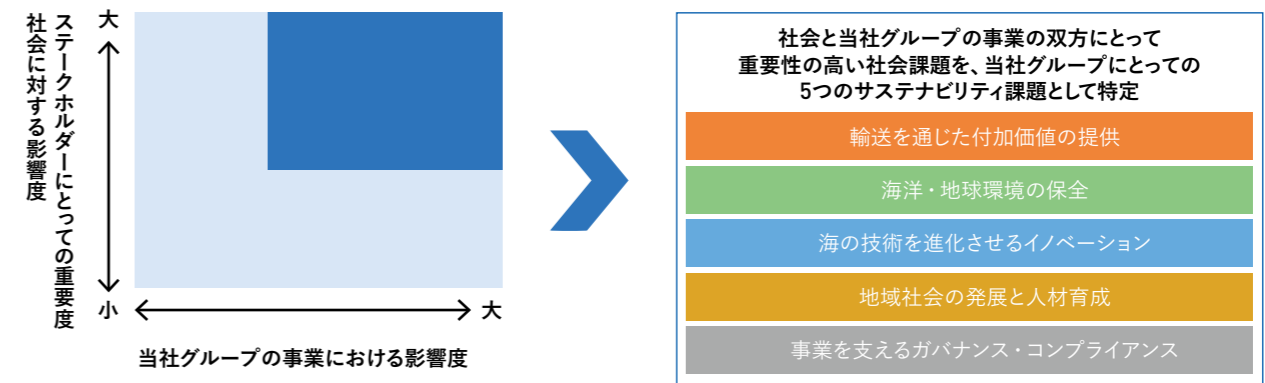 ステークホルダーにとっての重要度
社会に対する影響度
大
小
大
当社グループの事業における影響度
社会と当社グループの事業の双方にとって
重要性の高い社会課題を、当社グループにとっての
5つのサステナビリティ課題として特定
輸送を通じた付加価値の提供
海洋・地球環境の保全
海の技術を進化させるイノベーション
地域社会の発展と人材育成
事業を支えるガバナンス・コンプライアンス